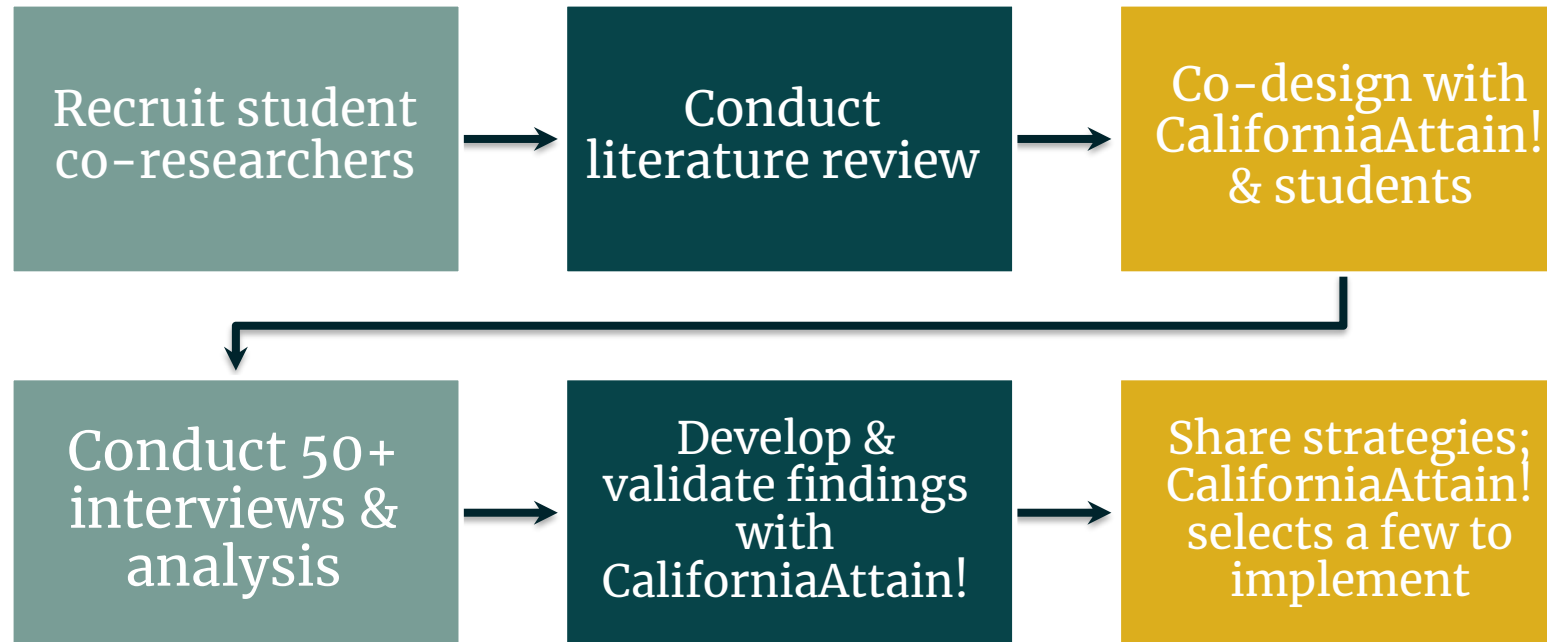 Recruit student
co-researchers
Conduct
literature review
Co-design with
CaliforniaAttain!
& students
Conduct 50+
interviews &
analysis
Develop &
validate findings
with
CaliforniaAttain!
Share strategies;
CaliforniaAttain!
selects a few to
implement